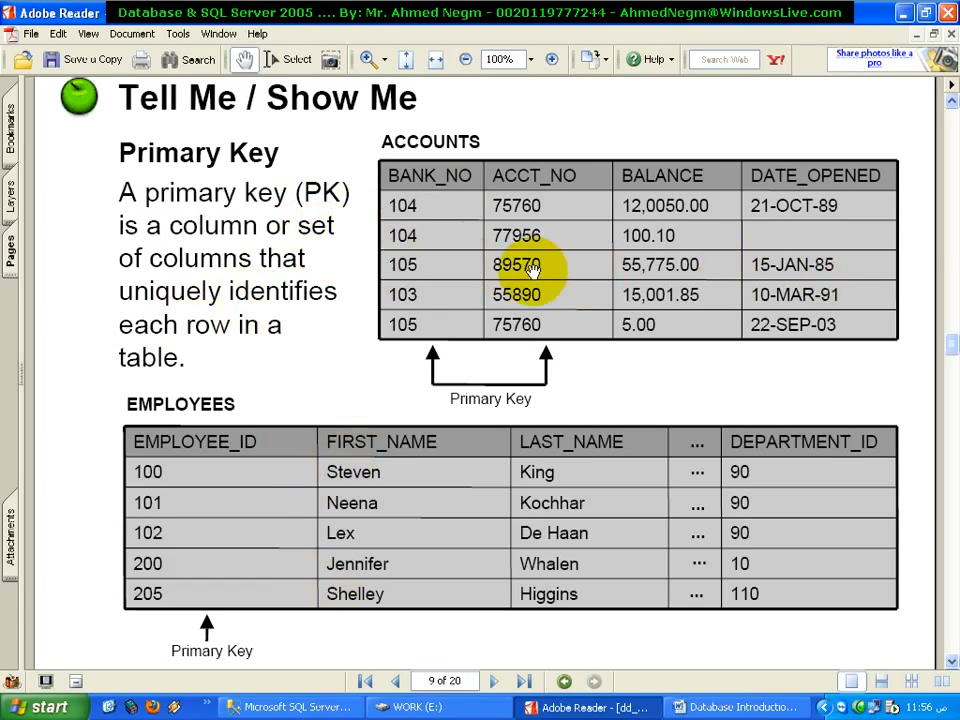 Adobe Reader
Database & SQL Server 2005 .... By: Mr. Ahmed Negm - 0020119777244 - AhmedNegm@WindowsLive.com
File Edit View Document Tools Window Help
Save a Copy Search Select 100% Help Search Web Y!
Share photos like a pro
Bookmarks
Layers
Pages
Attachments
Tell Me / Show Me
Primary Key
A primary key (PK)
is a column or set
of columns that
uniquely identifies
each row in a
table.
ACCOUNTS
BANK_NO ACCT_NO BALANCE DATE_OPENED
104 75760 12,0050.00 21-OCT-89
104 77956 100.10
105 89570 55,775.00 15-JAN-85
103 55890 15,001.85 10-MAR-91
105 75760 5.00 22-SEP-03
Primary Key
EMPLOYEES
EMPLOYEE_ID FIRST_NAME LAST_NAME ... DEPARTMENT_ID
100 Steven King ... 90
101 Neena Kochhar ... 90
102 Lex De Haan ... 90
200 Jennifer Whalen ... 10
205 Shelley Higgins ... 110
Primary Key
9 of 20
start Microsoft SQL Server... WORK (E:) Adobe Reader - [dd_... Database Introductio... 11:56 ص